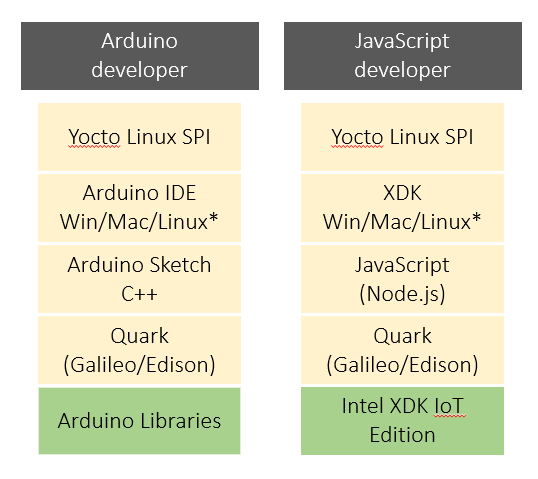 Arduino
developer
Yocto Linux SPI
Arduino IDE
Win/Mac/Linux*
Arduino Sketch
C++
Quark
(Galileo/Edison)
Arduino Libraries
JavaScript
developer
Yocto Linux SPI
XDK
Win/Mac/Linux*
JavaScript
(Node.js)
Quark
(Galileo/Edison)
Intel XDK IoT
Edition